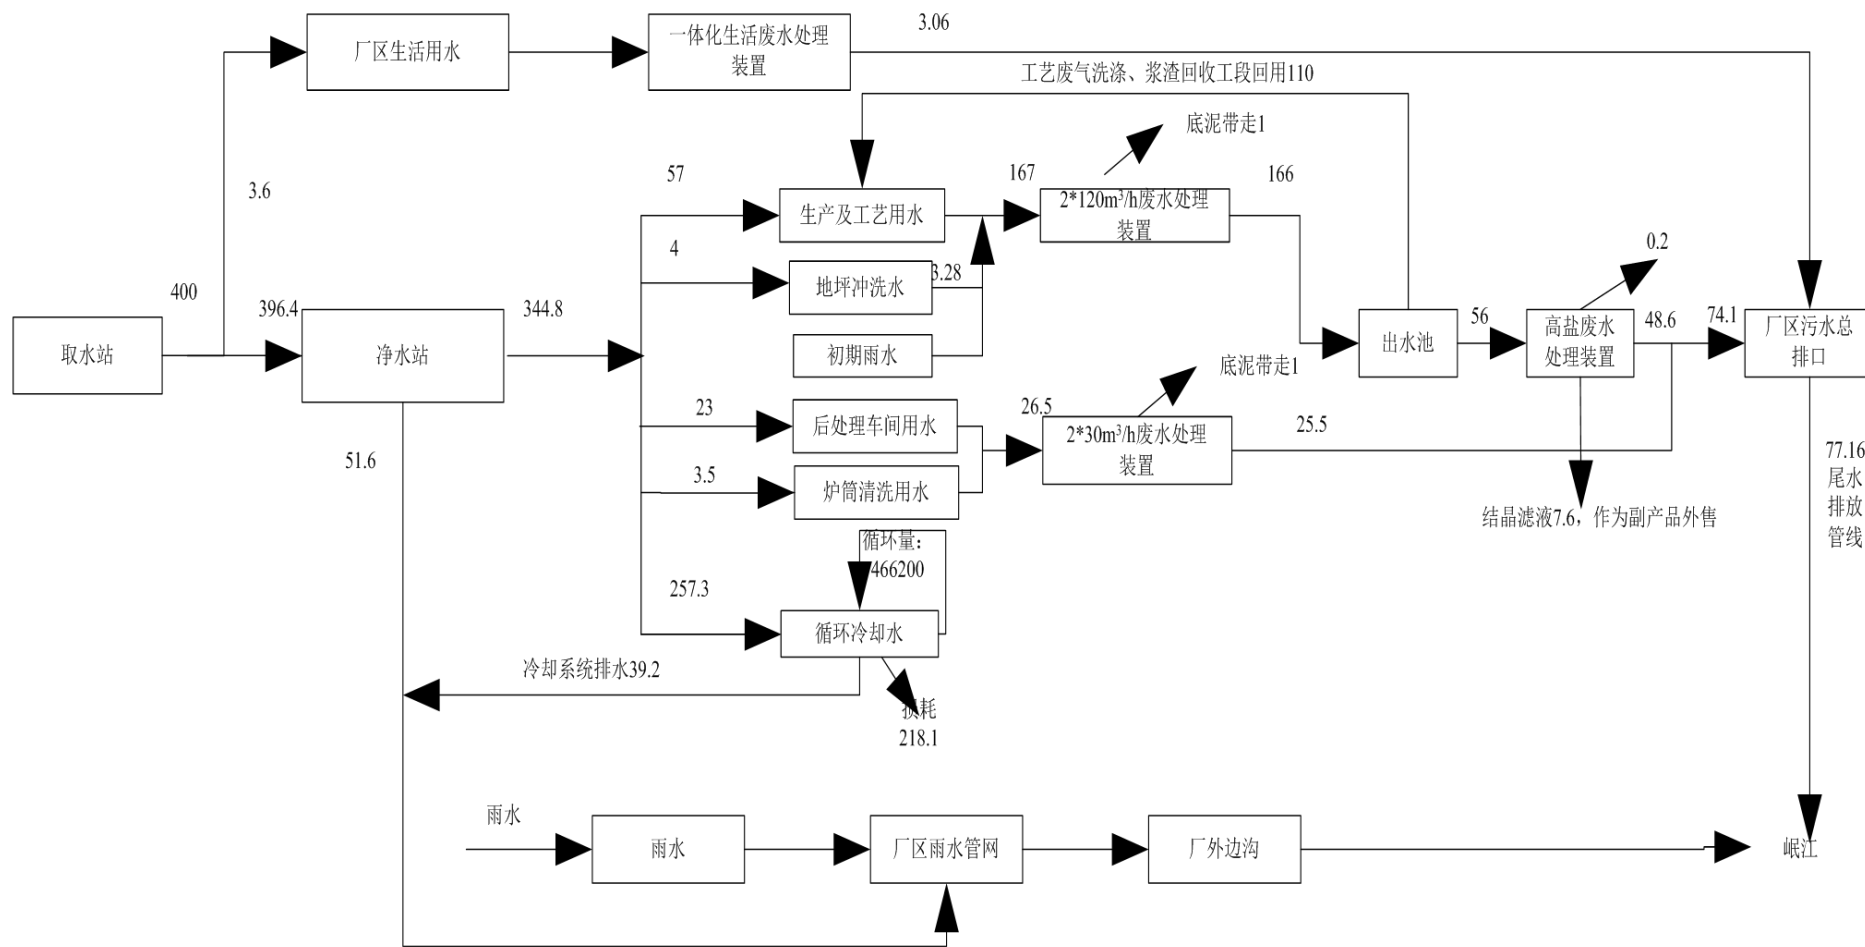 3.06
厂区生活用水
一体化生活废水处理
装置
工艺废气洗涤、浆渣回收工段回用110
底泥带走1
3.6
57
167
166
生产及工艺用水
2*120m³/h废水处理
装置
4
0.2
400
396.4
344.8
地坪冲洗水
3.28
取水站
净水站
初期雨水
出水池
56
高盐废水
处理装置
48.6
74.1
厂区污水总
排口
底泥带走1
23
后处理车间用水
26.5
2*30m³/h废水处理
装置
25.5
51.6
3.5
炉筒清洗用水
77.16
尾水
排放
管线
结晶滤液7.6，作为副产品外售
循环量：
466200
257.3
循环冷却水
冷却系统排水39.2
损耗
218.1
雨水
雨水
厂区雨水管网
厂外边沟
岷江